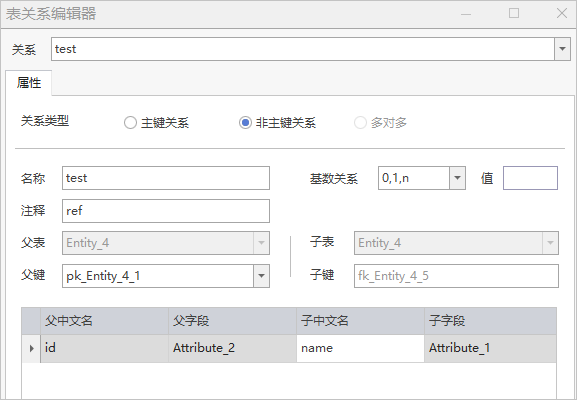 表关系编辑器
关系 test
属性
关系类型 主键关系 非主键关系 多对多
名称 test 基数关系 0,1,n 值
注释 ref
父表 Entity_4 子表 Entity_4
父键 pk_Entity_4_1 子键 fk_Entity_4_5
父中文名 父字段 子中文名 子字段
id Attribute_2 name Attribute_1